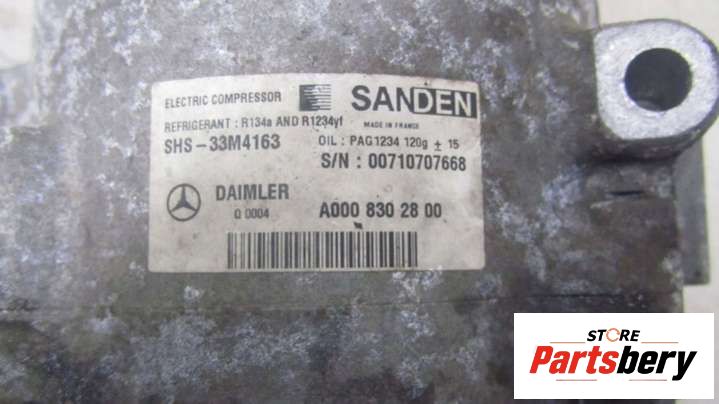 ELECTRIC COMPRESSOR SANDEN
REFRIGERANT : R134a AND R1234yf MADE IN FRANCE
SHS-33M4163 OIL : PAG1234 120g ± 15
S/N : 00710707668
DAIMLER A000 830 28 00
Q 0004
STORE
Partsbery